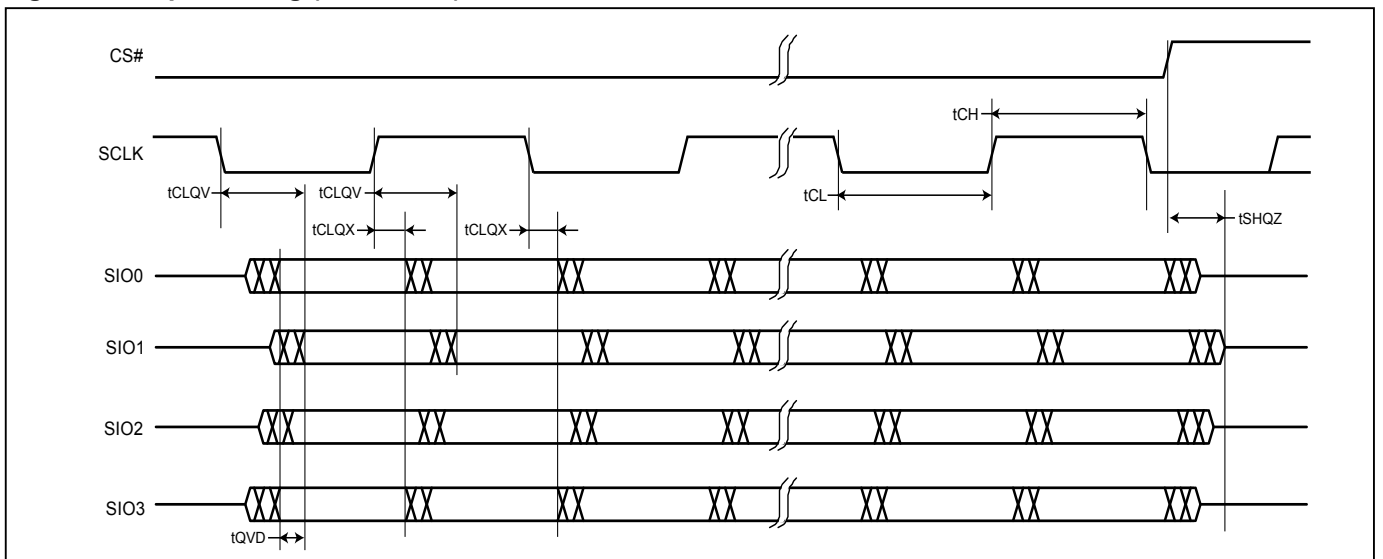 CS#
tCH
SCLK
tCLQV
tCLQV
tCL
tCLQX
tCLQX
tSHQZ
SIO0
SIO1
SIO2
SIO3
tQVD